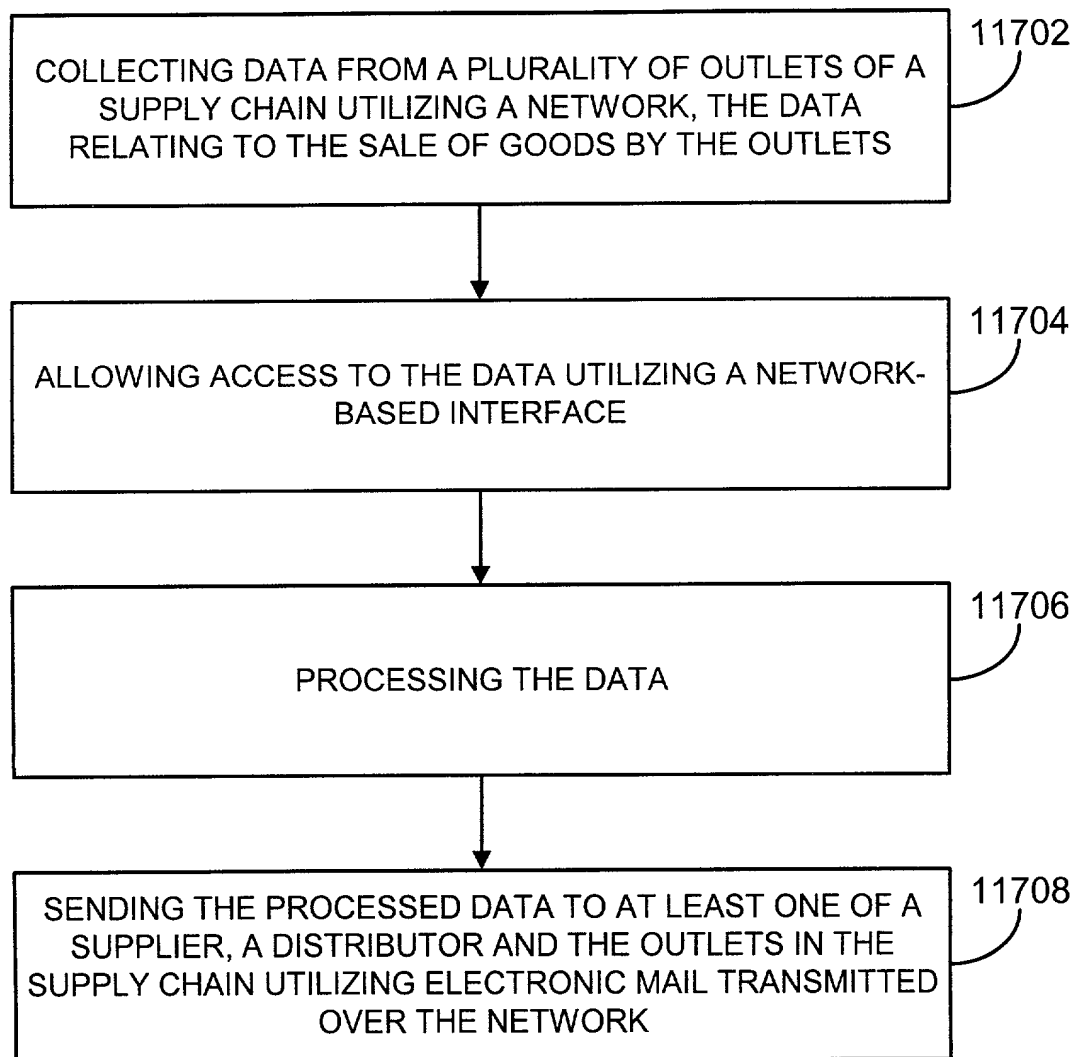 11702
COLLECTING DATA FROM A PLURALITY OF OUTLETS OF A
SUPPLY CHAIN UTILIZING A NETWORK, THE DATA
RELATING TO THE SALE OF GOODS BY THE OUTLETS
11704
ALLOWING ACCESS TO THE DATA UTILIZING A NETWORK-
BASED INTERFACE
11706
PROCESSING THE DATA
11708
SENDING THE PROCESSED DATA TO AT LEAST ONE OF A
SUPPLIER, A DISTRIBUTOR AND THE OUTLETS IN THE
SUPPLY CHAIN UTILIZING ELECTRONIC MAIL TRANSMITTED
OVER THE NETWORK